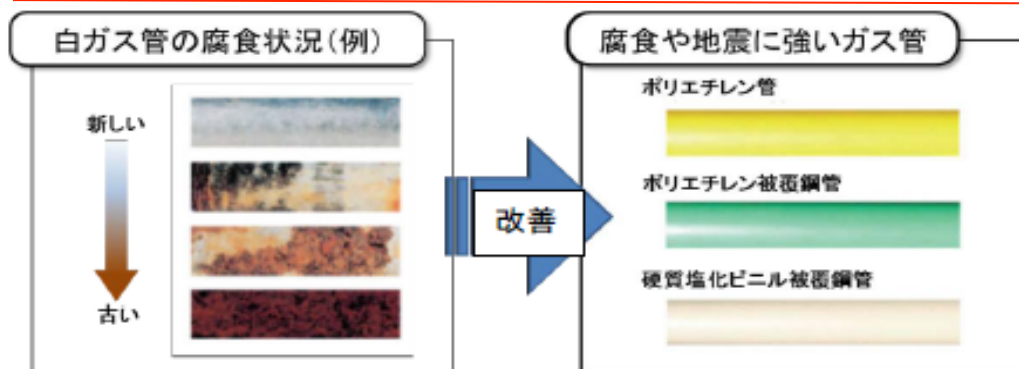 白ガス管の腐食状況(例)
新しい
古い
改善
腐食や地震に強いガス管
ポリエチレン管
ポリエチレン被覆鋼管
硬質塩化ビニル被覆鋼管